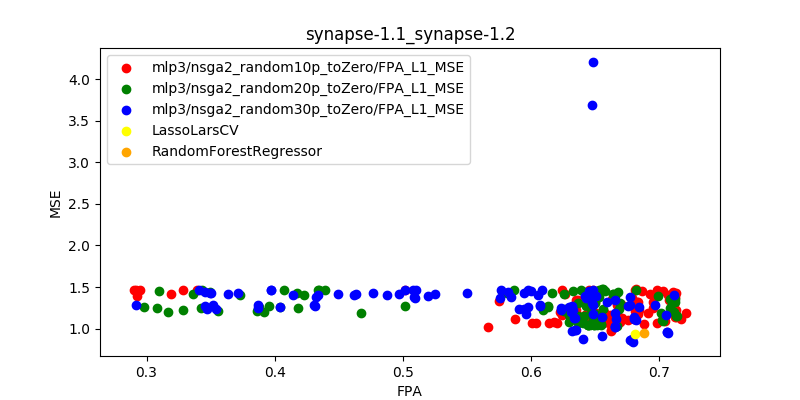 synapse-1.1_synapse-1.2
mlp3/nsga2_random10p_toZero/FPA_L1_MSE
mlp3/nsga2_random20p_toZero/FPA_L1_MSE
mlp3/nsga2_random30p_toZero/FPA_L1_MSE
LassoLarsCV
RandomForestRegressor
MSE
4.0
3.5
3.0
2.5
2.0
1.5
1.0
0.3 0.4 0.5 0.6 0.7
FPA